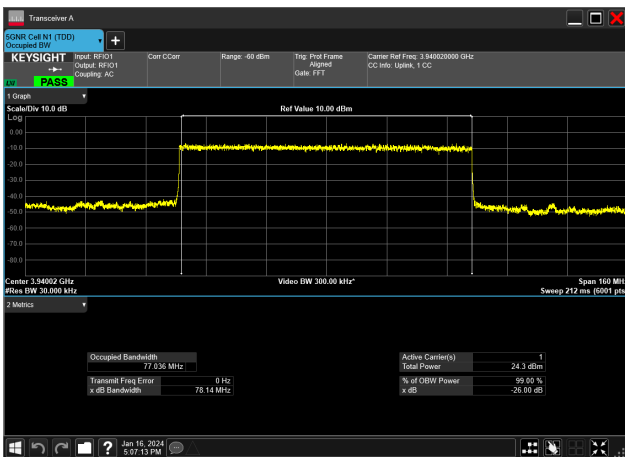 Transceiver A
5GNR Cell N1 (TDD)
Occupied BW
KEYSIGHT
Input: RFIO1
Output: RFIO1
Coupling: AC
Corr CCorr
Range: -60 dBm
Trig: Prot Frame
Aligned
Gate: FFT
Carrier Ref Freq: 3.940020000 GHz
CC Info: Uplink, 1 CC
PASS
1 Graph
Scale/Div 10.0 dB
Ref Value 10.00 dBm
Log
0.00
-10.0
-20.0
-30.0
-40.0
-50.0
-60.0
-70.0
-80.0
Center 3.94002 GHz
Video BW 300.00 kHz*
Span 160 MH
#Res BW 30.000 kHz
Sweep 212 ms (6001 pts
2 Metrics
Occupied Bandwidth
77.036 MHz
Active Carrier(s) 1
Total Power 24.3 dBm
Transmit Freq Error 0 Hz
x dB Bandwidth 78.14 MHz
% of OBW Power 99.00 %
x dB -26.00 dB
Jan 16, 2024
5:07:13 PM